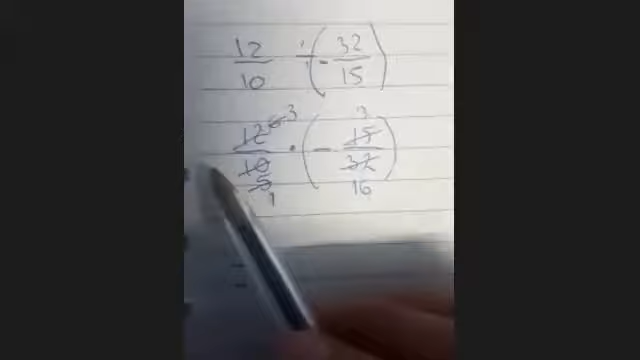 12/10 ÷ (- 32/15)
12 6 3/10 5 1 · (- 15 3/32 16)